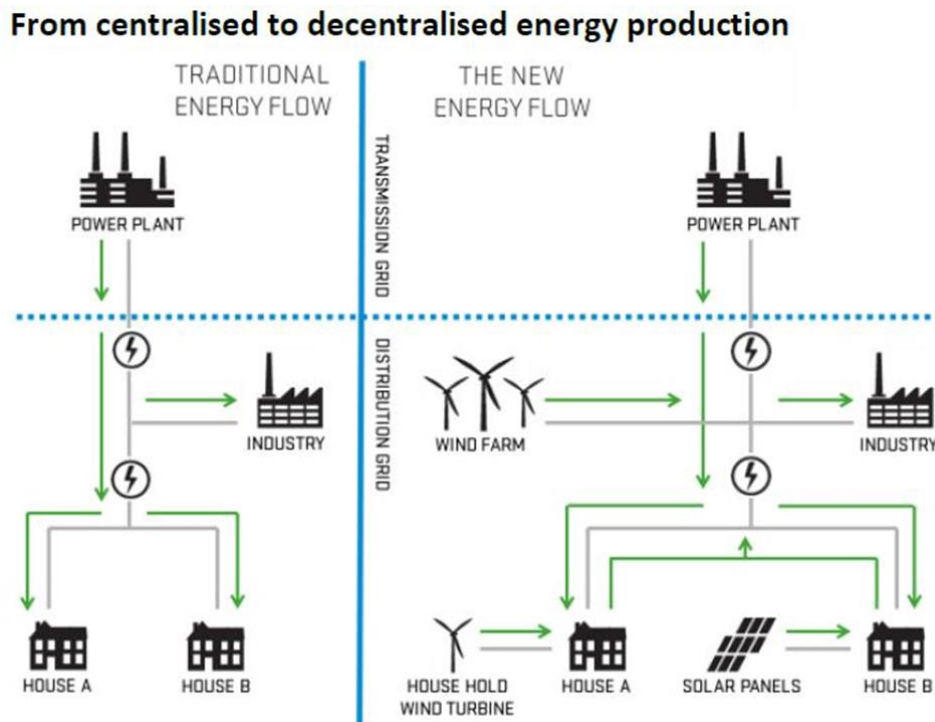 From centralised to decentralised energy production
TRADITIONAL
ENERGY FLOW
THE NEW
ENERGY FLOW
TRANSMISSION GRID
DISTRIBUTION GRID
POWER PLANT
INDUSTRY
HOUSE A
HOUSE B
POWER PLANT
WIND FARM
INDUSTRY
HOUSE HOLD
WIND TURBINE
HOUSE A
SOLAR PANELS
HOUSE B